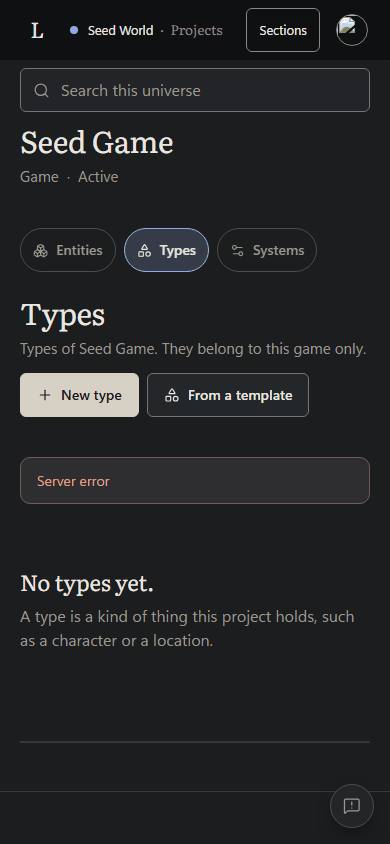 L
Seed World · Projects
Sections
Search this universe
Seed Game
Game · Active
Entities
Types
Systems
Types
Types of Seed Game. They belong to this game only.
New type
From a template
Server error
No types yet.
A type is a kind of thing this project holds, such
as a character or a location.